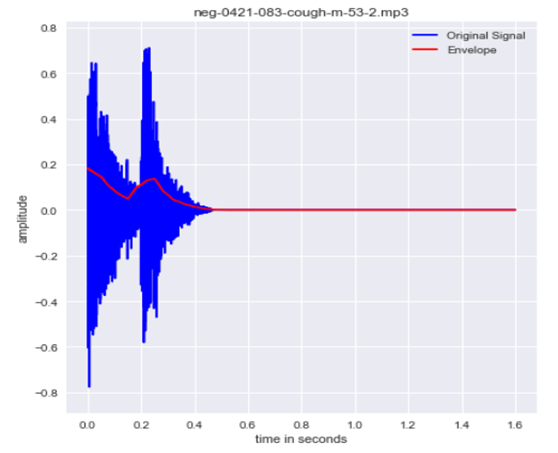 neg-0421-083-cough-m-53-2.mp3
Original Signal
Envelope
0.8
0.6
0.4
0.2
0.0
−0.2
−0.4
−0.6
−0.8
amplitude
0.0 0.2 0.4 0.6 0.8 1.0 1.2 1.4 1.6
time in seconds